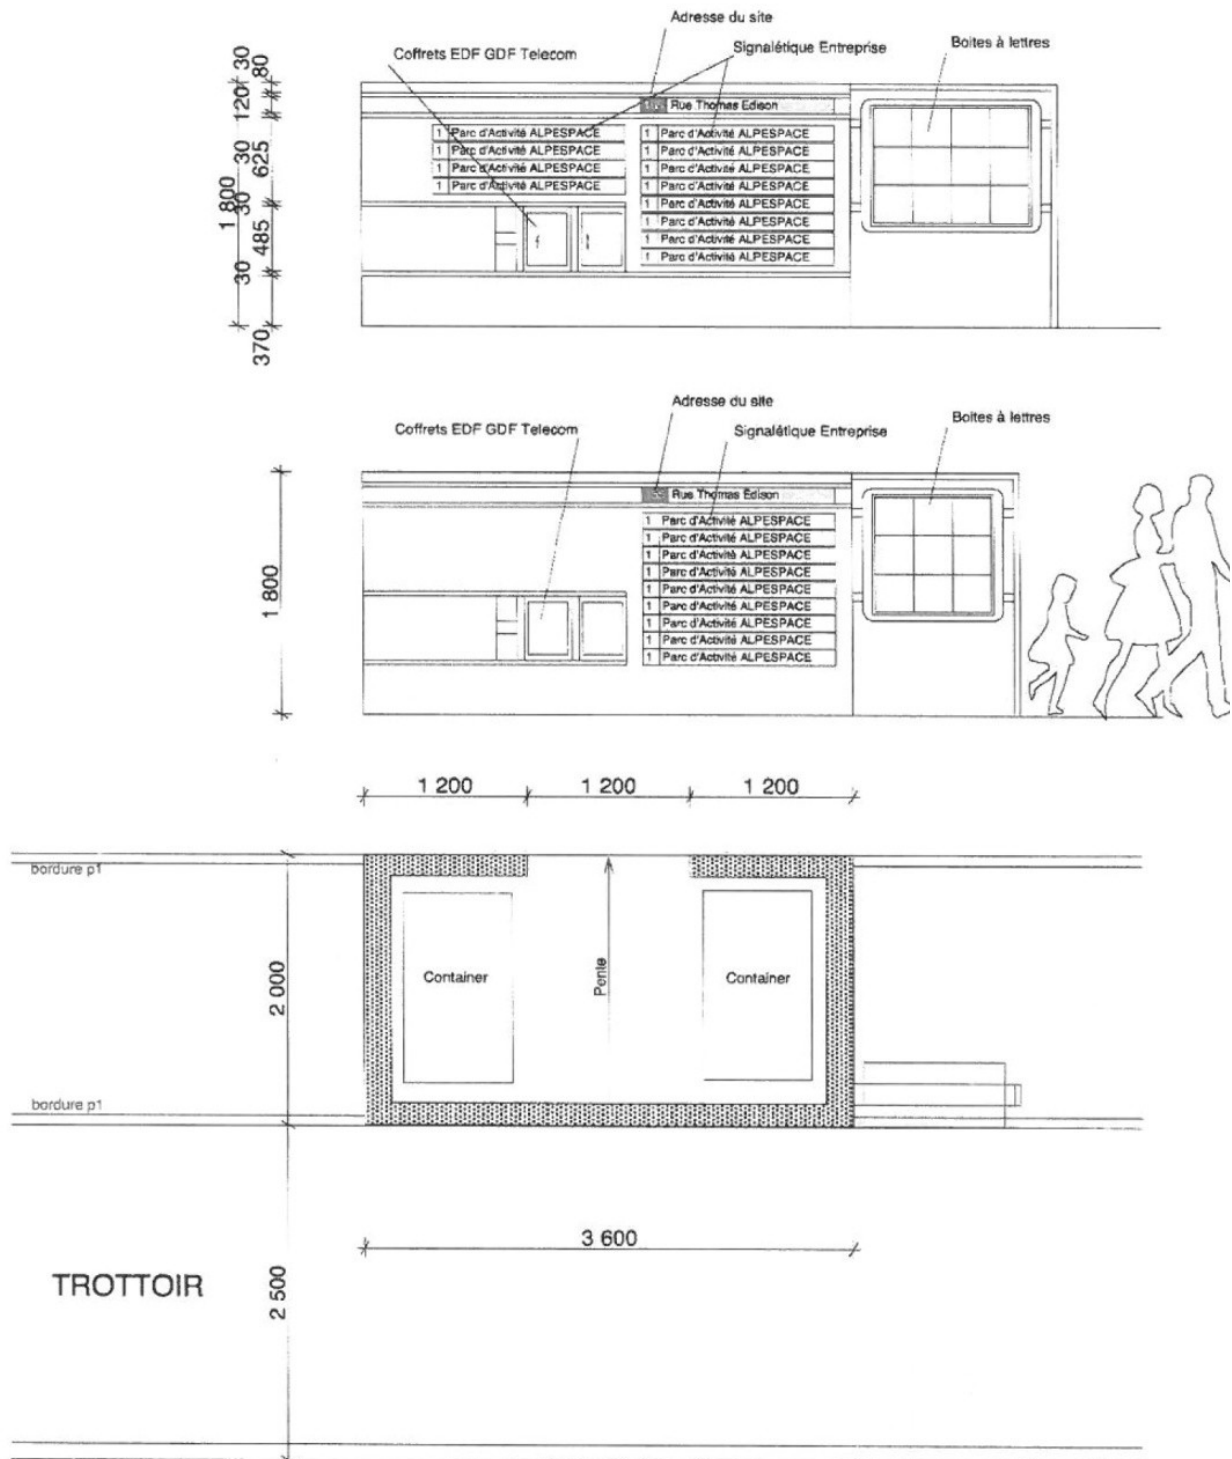 Adresse du site
Coffrets EDF GDF Telecom
Signalétique Entreprise
Boites à lettres
Rue Thomas Edison
1 Parc d'Activité ALPESPACE
1 Parc d'Activité ALPESPACE
1 Parc d'Activité ALPESPACE
1 Parc d'Activité ALPESPACE
1 Parc d'Activité ALPESPACE
1 Parc d'Activité ALPESPACE
1 Parc d'Activité ALPESPACE
1 Parc d'Activité ALPESPACE
1 Parc d'Activité ALPESPACE
1 Parc d'Activité ALPESPACE
1 Parc d'Activité ALPESPACE
1 Parc d'Activité ALPESPACE
30
80
120
30
625
1 800
30
485
30
370
Adresse du site
Coffrets EDF GDF Telecom
Signalétique Entreprise
Boites à lettres
Rue Thomas Edison
1 Parc d'Activité ALPESPACE
1 Parc d'Activité ALPESPACE
1 Parc d'Activité ALPESPACE
1 Parc d'Activité ALPESPACE
1 Parc d'Activité ALPESPACE
1 Parc d'Activité ALPESPACE
1 Parc d'Activité ALPESPACE
1 Parc d'Activité ALPESPACE
1 Parc d'Activité ALPESPACE
1 800
1 200
1 200
1 200
bordure p1
Container
Pente
Container
2 000
bordure p1
3 600
TROTTOIR
2 500